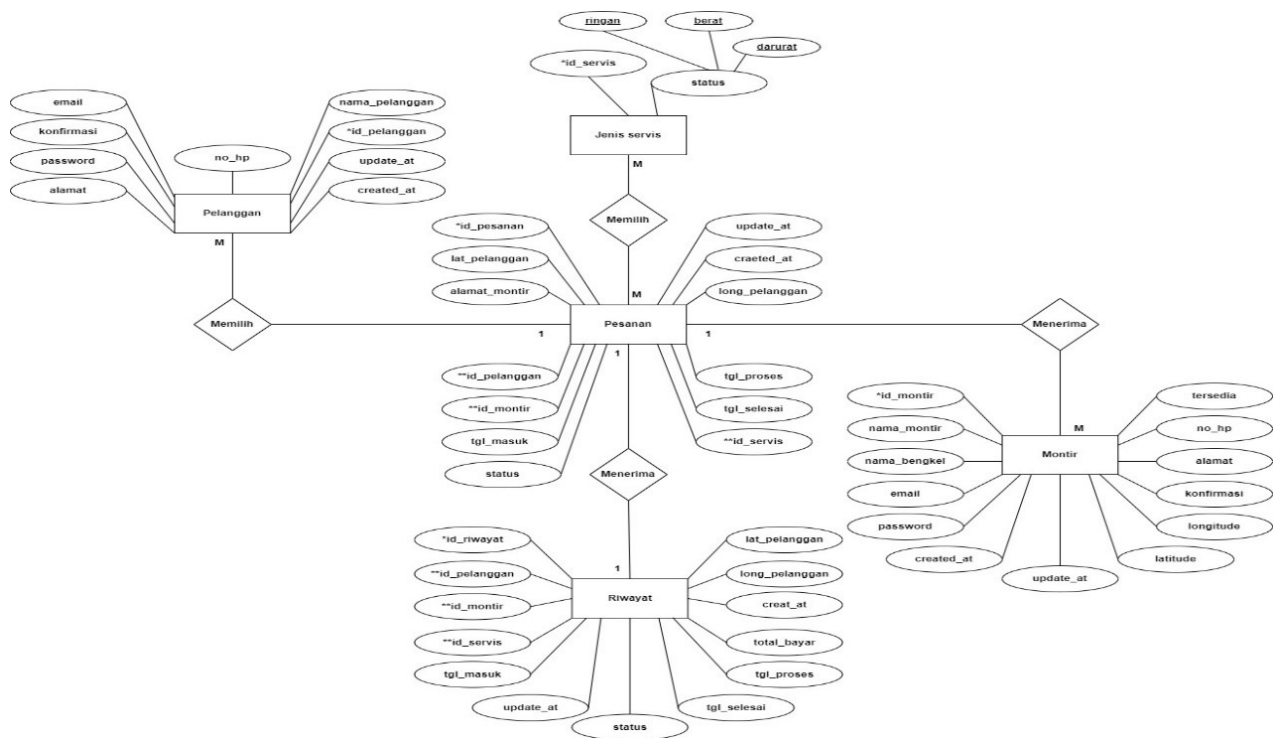 ringan
berat
darurat
*id_servis
status
Jenis servis
M
email
konfirmasi
password
alamat
no_hp
nama_pelanggan
*id_pelanggan
update_at
created_at
Pelanggan
M
Memilih
Memilih
*id_pesanan
lat_pelanggan
alamat_montir
update_at
craeted_at
long_pelanggan
M
Pesanan
1
1
1
Menerima
**id_pelanggan
**id_montir
tgl_masuk
status
tgl_proses
tgl_selesai
**id_servis
M
Montir
*id_montir
nama_montir
nama_bengkel
email
password
created_at
update_at
latitude
tersedia
no_hp
alamat
konfirmasi
longitude
Menerima
1
Riwayat
*id_riwayat
**id_pelanggan
**id_montir
**id_servis
tgl_masuk
update_at
status
tgl_selesai
lat_pelanggan
long_pelanggan
creat_at
total_bayar
tgl_proses